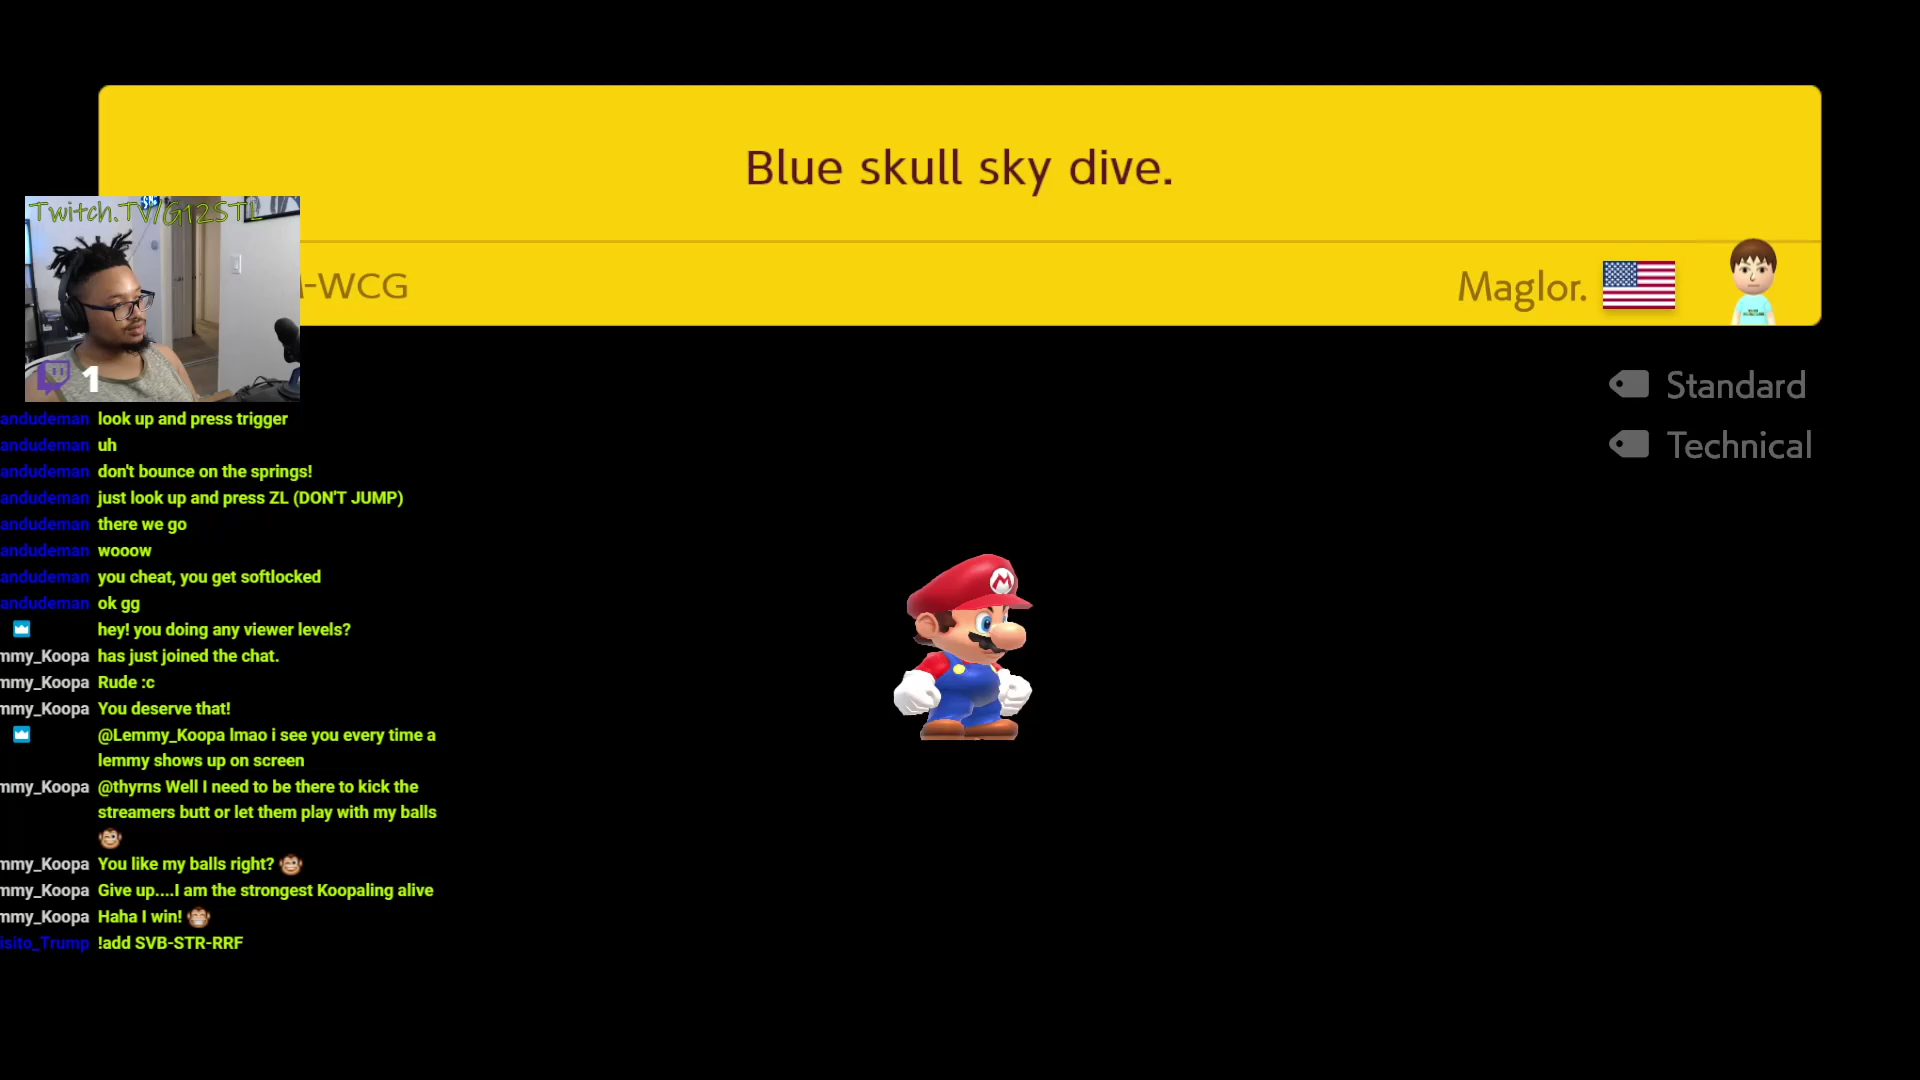 Blue skull sky dive.
Twitch.TV/G12STL
-WCG
Maglor.
1
Standard
Technical
andudeman look up and press trigger
andudeman uh
andudeman don't bounce on the springs!
andudeman just look up and press ZL (DON'T JUMP)
andudeman there we go
andudeman wooow
andudeman you cheat, you get softlocked
andudeman ok gg
hey! you doing any viewer levels?
mmy_Koopa has just joined the chat.
mmy_Koopa Rude :c
mmy_Koopa You deserve that!
@Lemmy_Koopa lmao i see you every time a
lemmy shows up on screen
mmy_Koopa @thyrns Well I need to be there to kick the
streamers butt or let them play with my balls
mmy_Koopa You like my balls right?
mmy_Koopa Give up....I am the strongest Koopaling alive
mmy_Koopa Haha I win!
isito_Trump !add SVB-STR-RRF